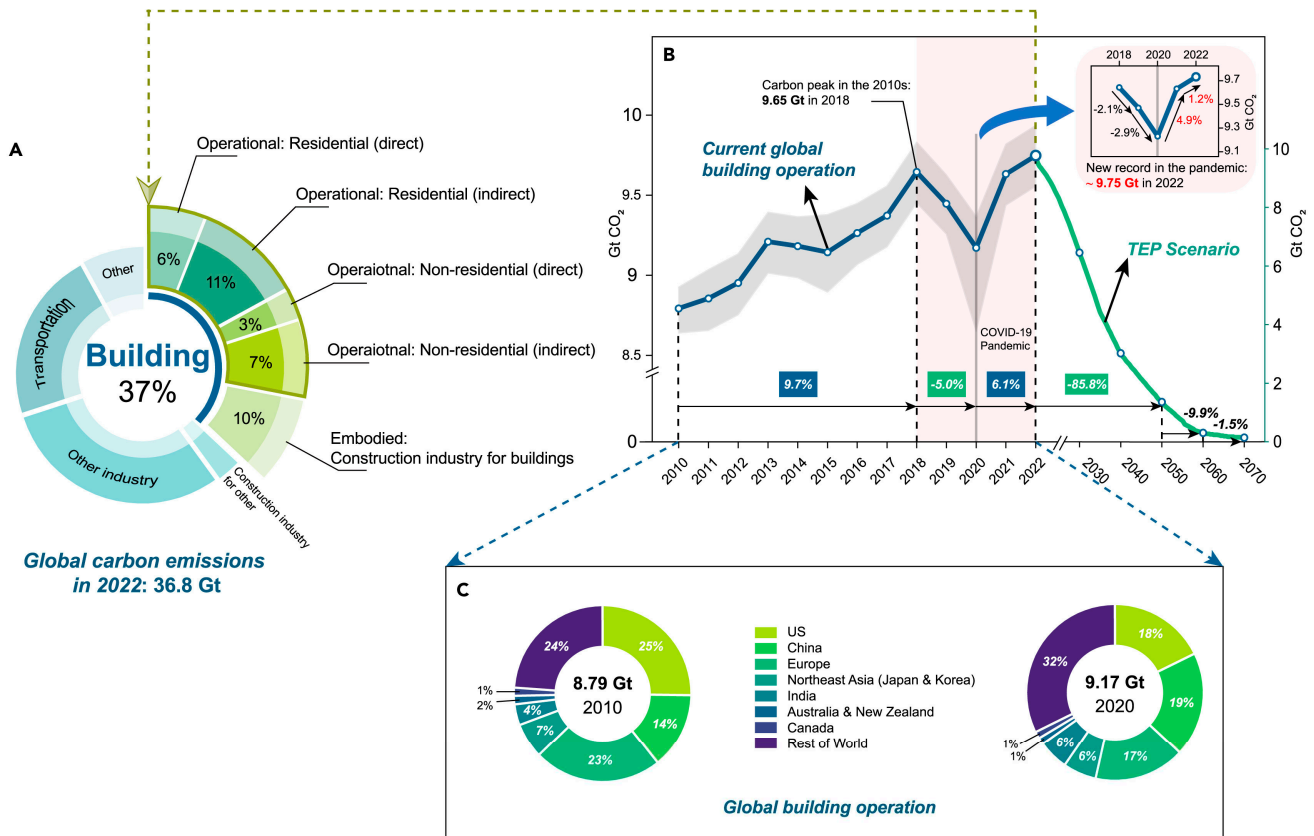 A
Operational: Residential (direct)
Operational: Residential (indirect)
Operaiotnal: Non-residential (direct)
Operaiotnal: Non-residential (indirect)
Embodied:
Construction industry for buildings
Construction industry
for other
Other industry
Transportation
Other
6%
11%
3%
7%
10%
Building
37%
Global carbon emissions
in 2022: 36.8 Gt
B
Gt CO₂
10
9.5
9
8.5
0
Carbon peak in the 2010s:
9.65 Gt in 2018
Current global
building operation
COVID-19
Pandemic
TEP Scenario
9.7%
-5.0%
6.1%
-85.8%
-9.9%
-1.5%
2010
2011
2012
2013
2014
2015
2016
2017
2018
2019
2020
2021
2022
2030
2040
2050
2060
2070
10
8
6
4
2
0
Gt CO₂
2018
2020
2022
9.7
9.5
9.3
9.1
Gt CO₂
-2.1%
-2.9%
4.9%
1.2%
New record in the pandemic:
~ 9.75 Gt in 2022
C
8.79 Gt
2010
25%
14%
23%
7%
4%
2%
1%
24%
US
China
Europe
Northeast Asia (Japan & Korea)
India
Australia & New Zealand
Canada
Rest of World
9.17 Gt
2020
18%
19%
17%
6%
6%
1%
1%
32%
Global building operation